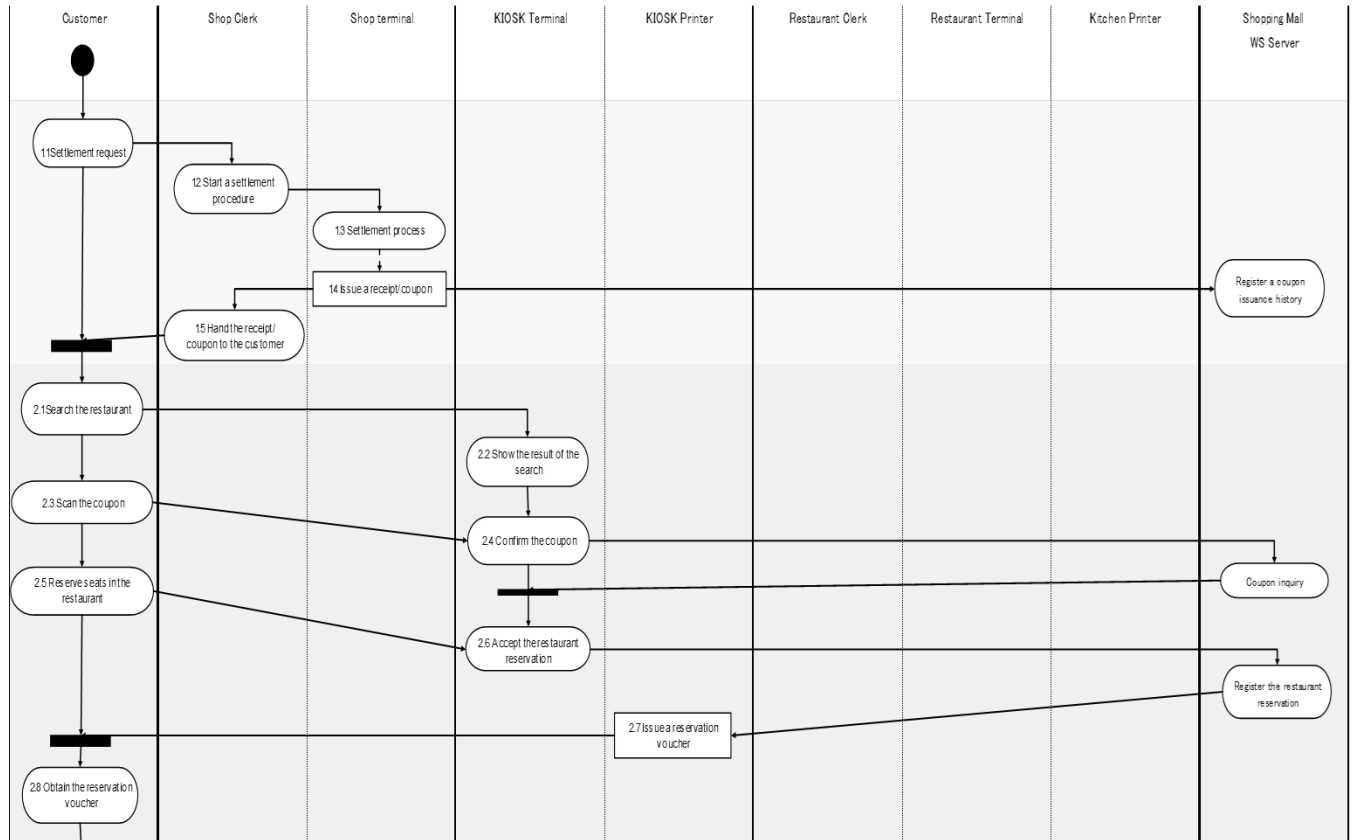 Customer
Shop Clerk
Shop terminal
KIOSK Terminal
KIOSK Printer
Restaurant Clerk
Restaurant Terminal
Kitchen Printer
Shopping Mall
WS Server
1.1 Settlement request
1.2 Start a settlement
procedure
1.3 Settlement process
1.4 Issue a receipt/coupon
Register a coupon
issuance history
1.5 Hand the receipt/
coupon to the customer
2.1 Search the restaurant
2.2 Show the result of the
search
2.3 Scan the coupon
2.4 Confirm the coupon
2.5 Reserve seats in the
restaurant
Coupon inquiry
2.6 Accept the restaurant
reservation
Register the restaurant
reservation
2.7 Issue a reservation
voucher
2.8 Obtain the reservation
voucher